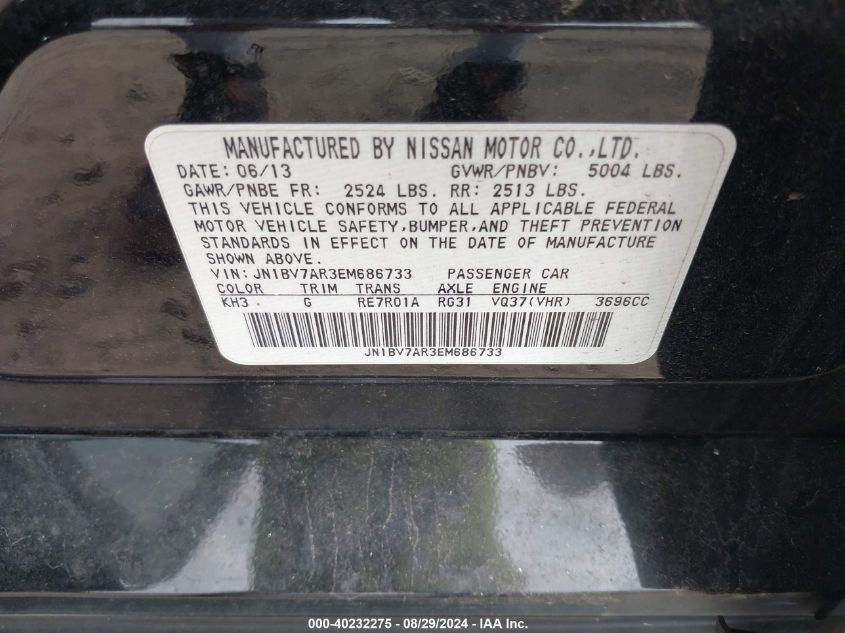 MANUFACTURED BY NISSAN MOTOR CO.,LTD.
DATE: 06/13 GVWR/PNBV: 5004 LBS.
GAWR/PNBE FR: 2524 LBS. RR: 2513 LBS.
THIS VEHICLE CONFORMS TO ALL APPLICABLE FEDERAL
MOTOR VEHICLE SAFETY,BUMPER,AND THEFT PREVENTION
STANDARDS IN EFFECT ON THE DATE OF MANUFACTURE
SHOWN ABOVE.
VIN:JN1BV7AR3EM686733 PASSENGER CAR
COLOR TRIM TRANS AXLE ENGINE
KH3 G RE7R01A RG31 VQ37(VHR) 3696CC
JN1BV7AR3EM686733
000-40232275 - 08/29/2024 - IAA Inc.